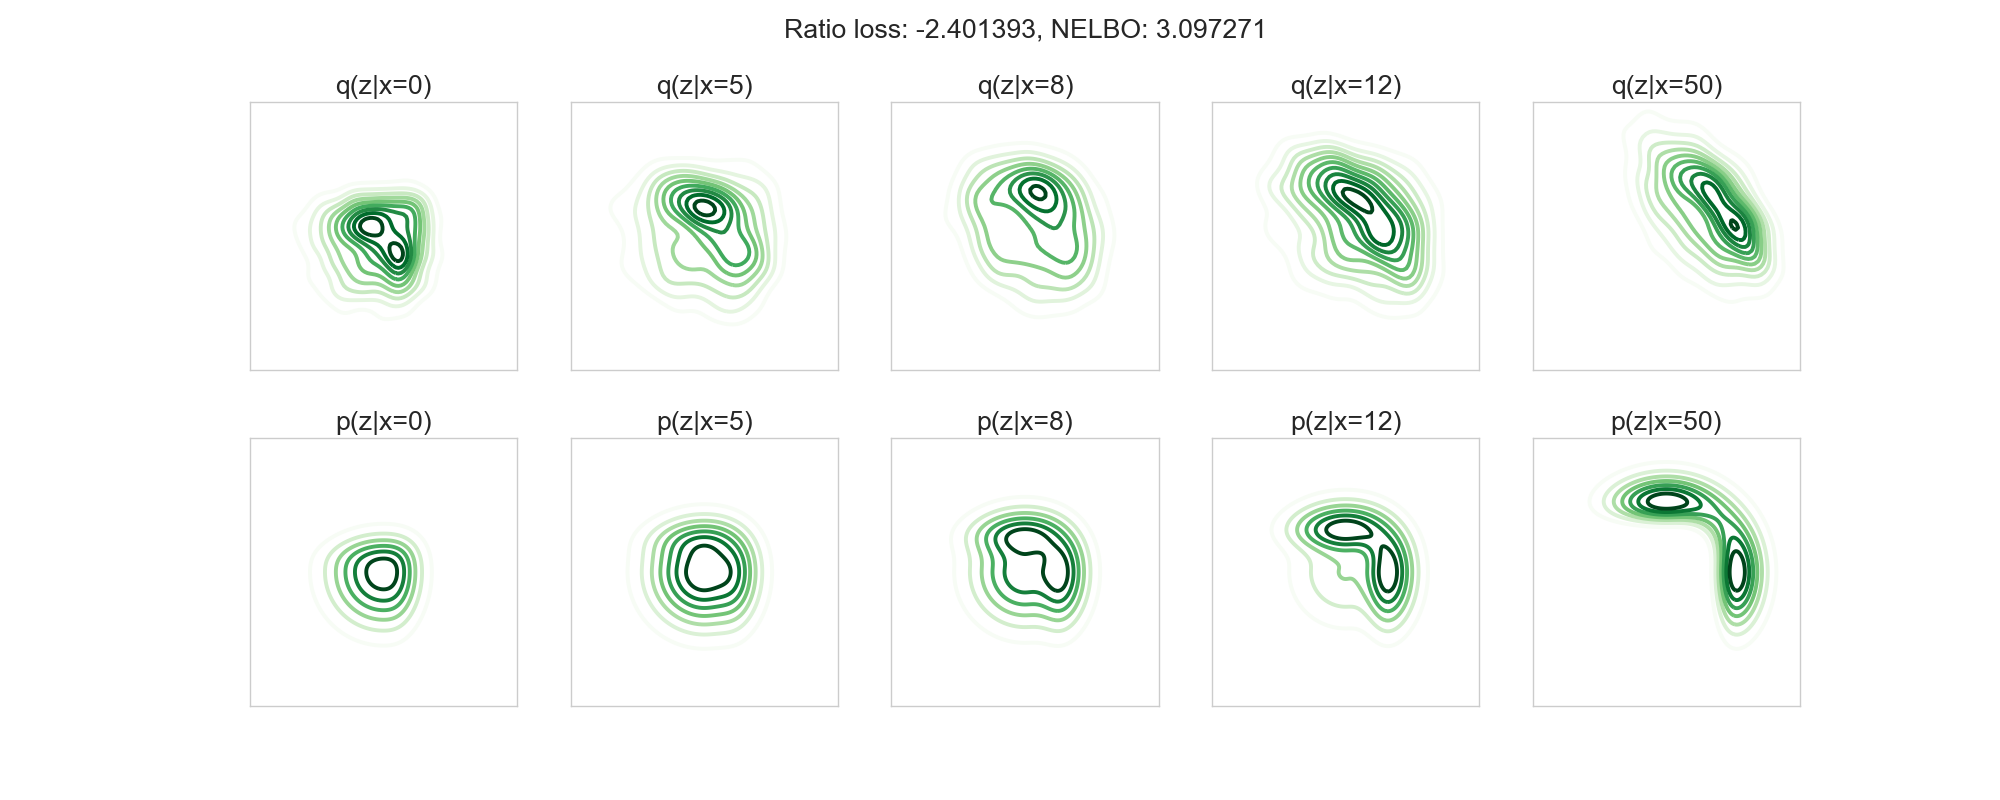 Ratio loss: -2.401393, NELBO: 3.097271
q(z|x=0) q(z|x=5) q(z|x=8) q(z|x=12) q(z|x=50)
p(z|x=0) p(z|x=5) p(z|x=8) p(z|x=12) p(z|x=50)